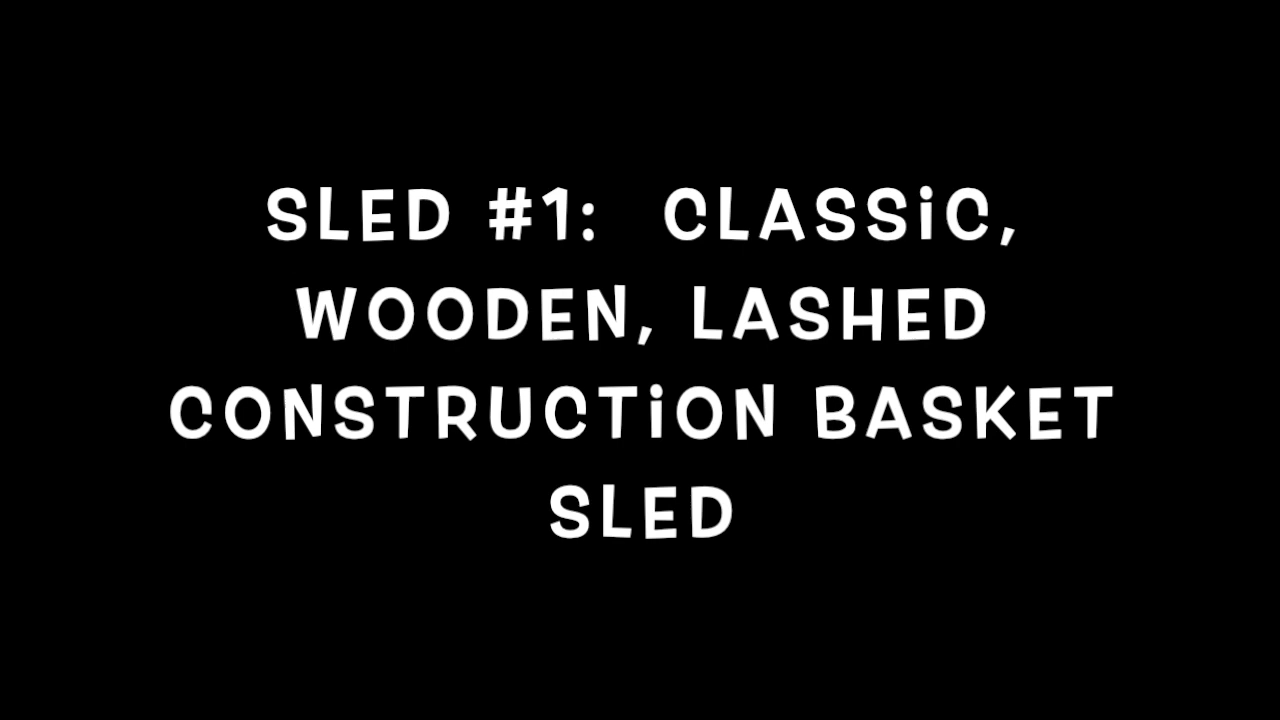 SLED #1: CLASSiC,
WOODEN, LASHED
CONSTRUCTiON BASKET
SLED